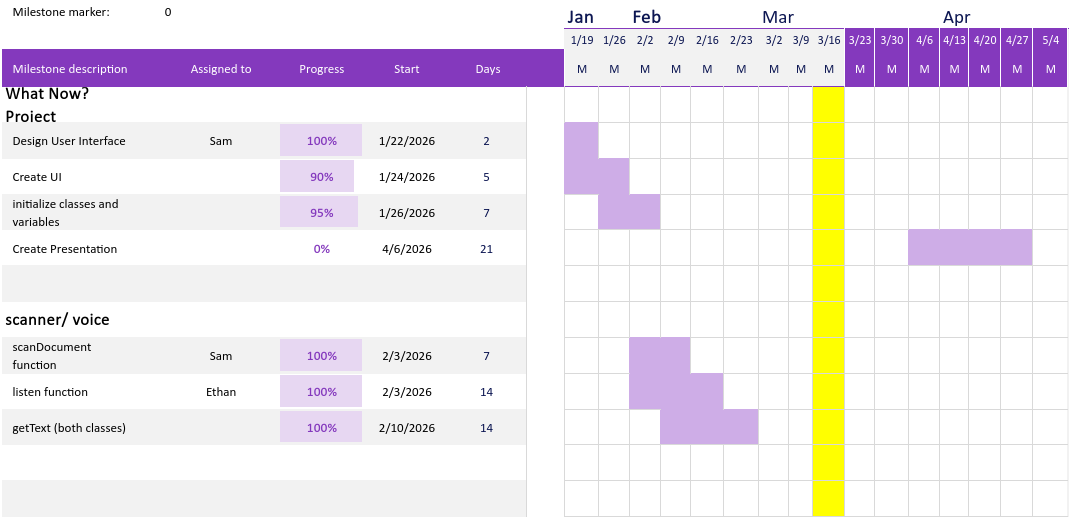 Milestone marker: 0
Jan Feb Mar Apr
1/19 1/26 2/2 2/9 2/16 2/23 3/2 3/9 3/16 3/23 3/30 4/6 4/13 4/20 4/27 5/4
Milestone description Assigned to Progress Start Days M M M M M M M M M M M M M M M M
What Now?
Project
Design User Interface Sam 100% 1/22/2026 2
Create UI 90% 1/24/2026 5
initialize classes and
variables 95% 1/26/2026 7
Create Presentation 0% 4/6/2026 21
scanner/ voice
scanDocument
function Sam 100% 2/3/2026 7
listen function Ethan 100% 2/3/2026 14
getText (both classes) 100% 2/10/2026 14